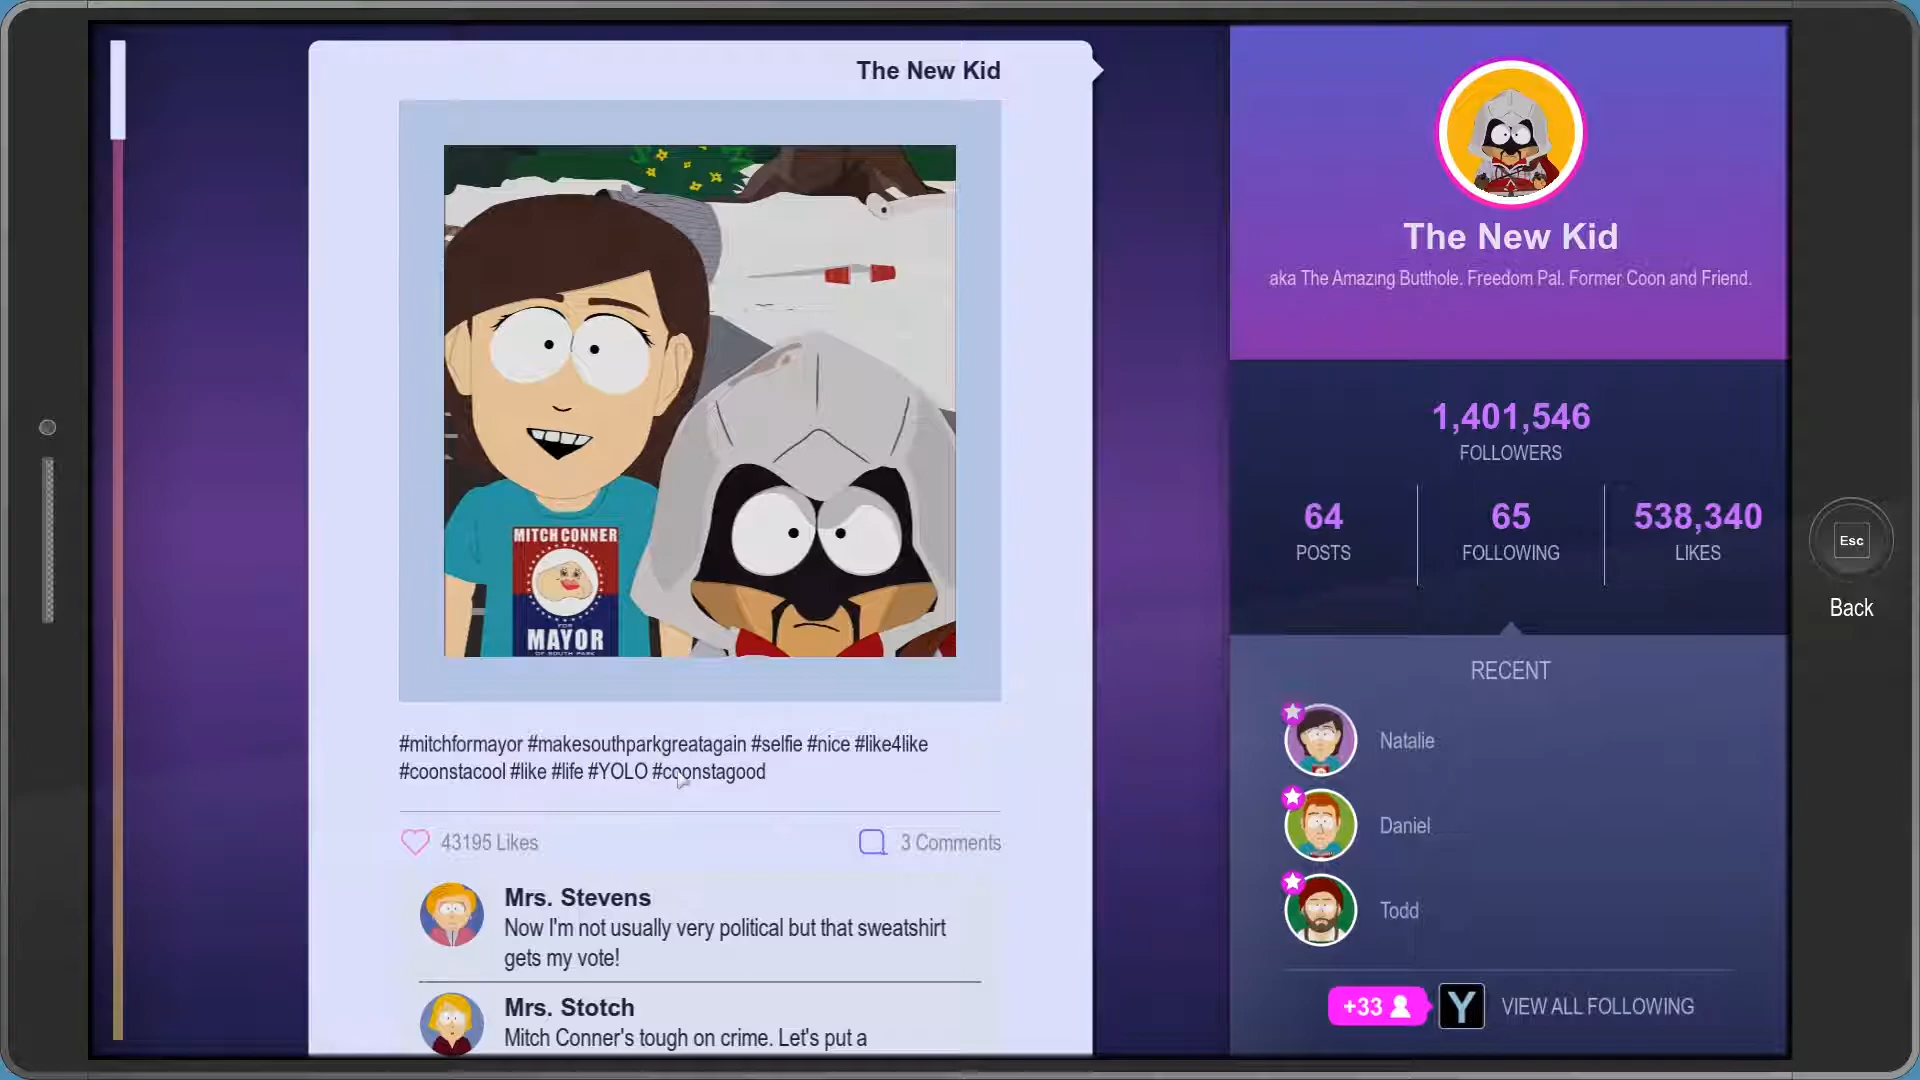 The New Kid
MITCH CONNER
FOR
MAYOR
OF SOUTH PARK
#mitchformayor #makesouthparkgreatagain #selfie #nice #like4like
#coonstacool #like #life #YOLO #coonstagood
43195 Likes
3 Comments
Mrs. Stevens
Now I'm not usually very political but that sweatshirt
gets my vote!
Mrs. Stotch
Mitch Conner's tough on crime. Let's put a
The New Kid
aka The Amazing Butthole. Freedom Pal. Former Coon and Friend.
1,401,546
FOLLOWERS
64
POSTS
65
FOLLOWING
538,340
LIKES
RECENT
Natalie
Daniel
Todd
+33
Y
VIEW ALL FOLLOWING
Esc
Back